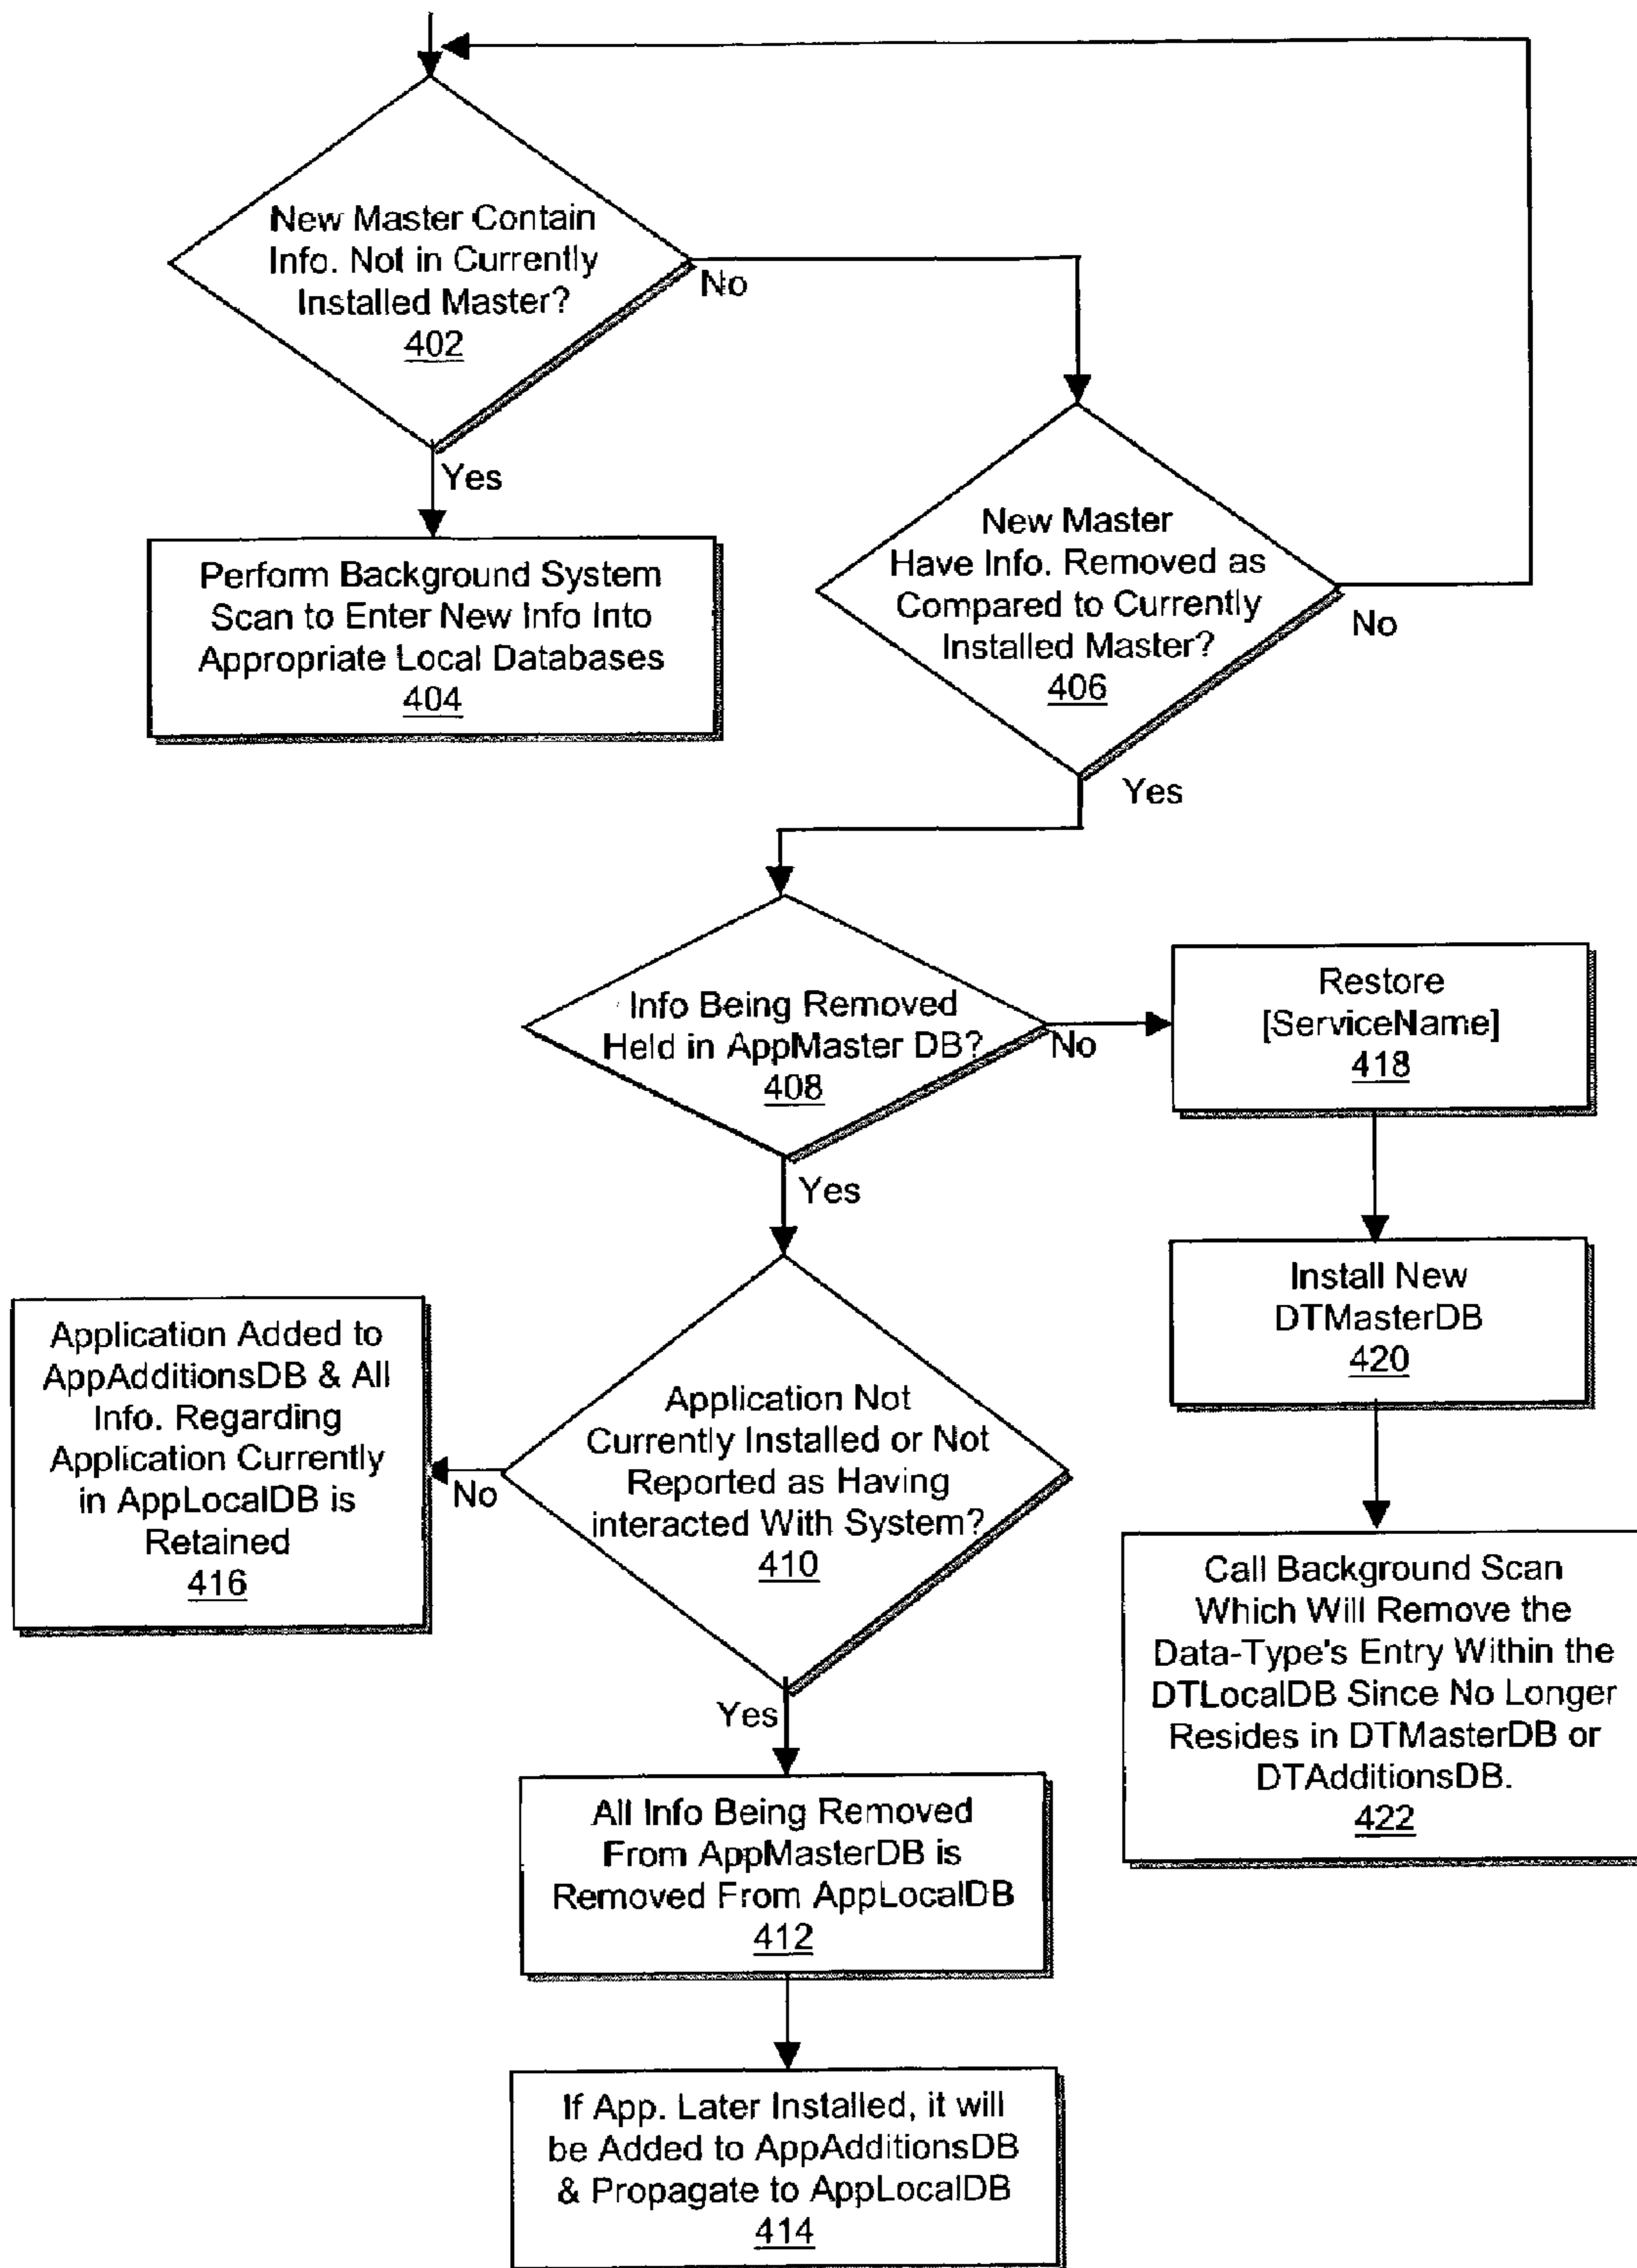 New Master Contain
Info. Not in Currently
Installed Master?
402
No
Yes
Perform Background System
Scan to Enter New Info Into
Appropriate Local Databases
404
New Master
Have Info. Removed as
Compared to Currently
Installed Master?
406
No
Yes
Info Being Removed
Held in AppMaster DB?
408
No
Yes
Restore
[ServiceName]
418
Install New
DTMasterDB
420
Application Added to
AppAdditionsDB & All
Info. Regarding
Application Currently
in AppLocalDB is
Retained
416
Application Not
Currently Installed or Not
Reported as Having
interacted With System?
410
No
Yes
Call Background Scan
Which Will Remove the
Data-Type's Entry Within the
DTLocalDB Since No Longer
Resides in DTMasterDB or
DTAdditionsDB.
422
All Info Being Removed
From AppMasterDB is
Removed From AppLocalDB
412
If App. Later Installed, it will
be Added to AppAdditionsDB
& Propagate to AppLocalDB
414